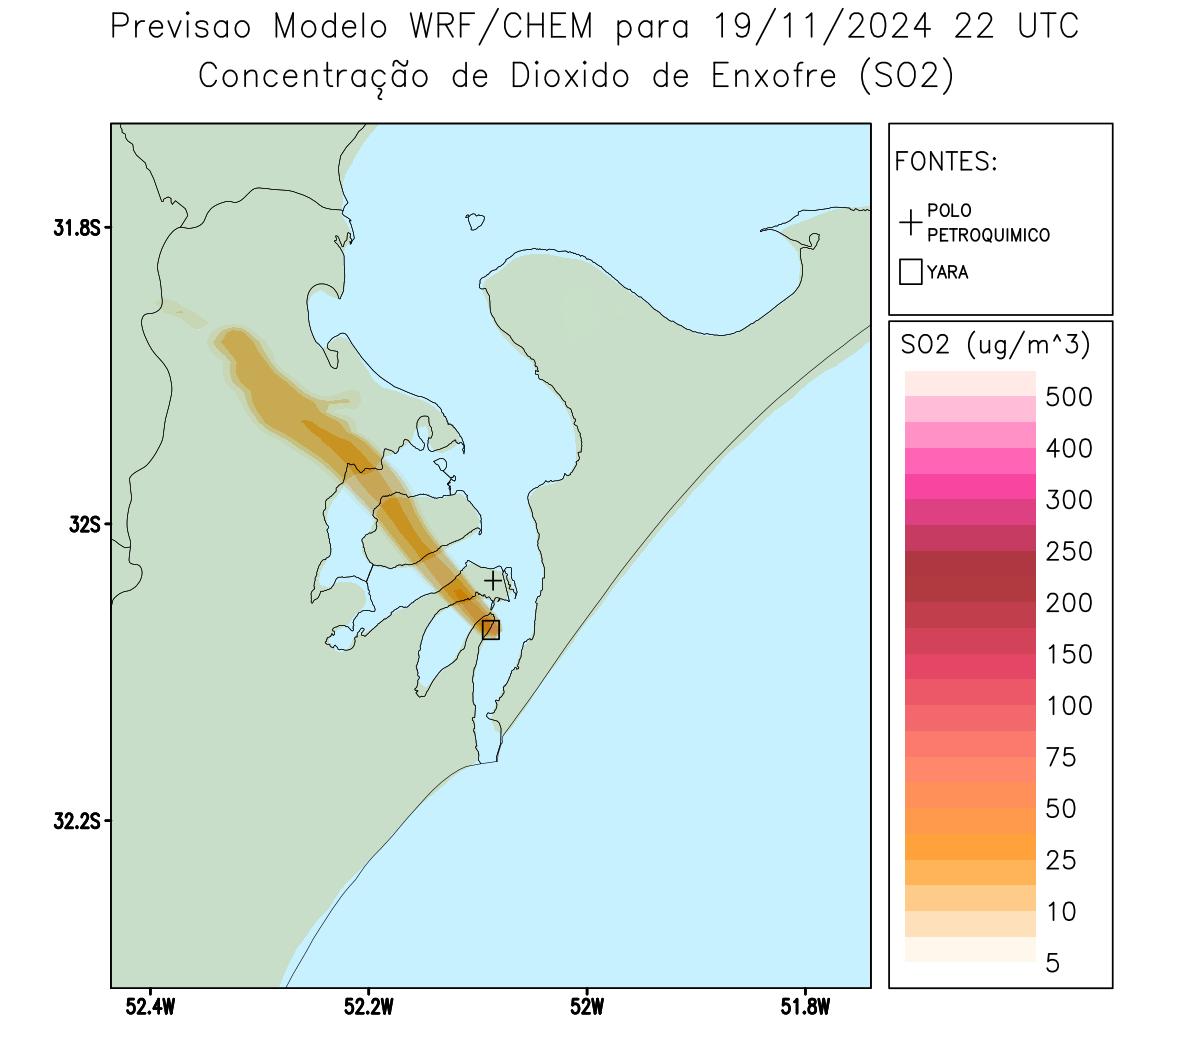 Previsao Modelo WRF/CHEM para 19/11/2024 22 UTC
Concentração de Dioxido de Enxofre (SO2)
FONTES:
POLO
PETROQUIMICO
YARA
31.8S
32S
32.2S
52.4W
52.2W
52W
51.8W
SO2 (ug/m^3)
500
400
300
250
200
150
100
75
50
25
10
5